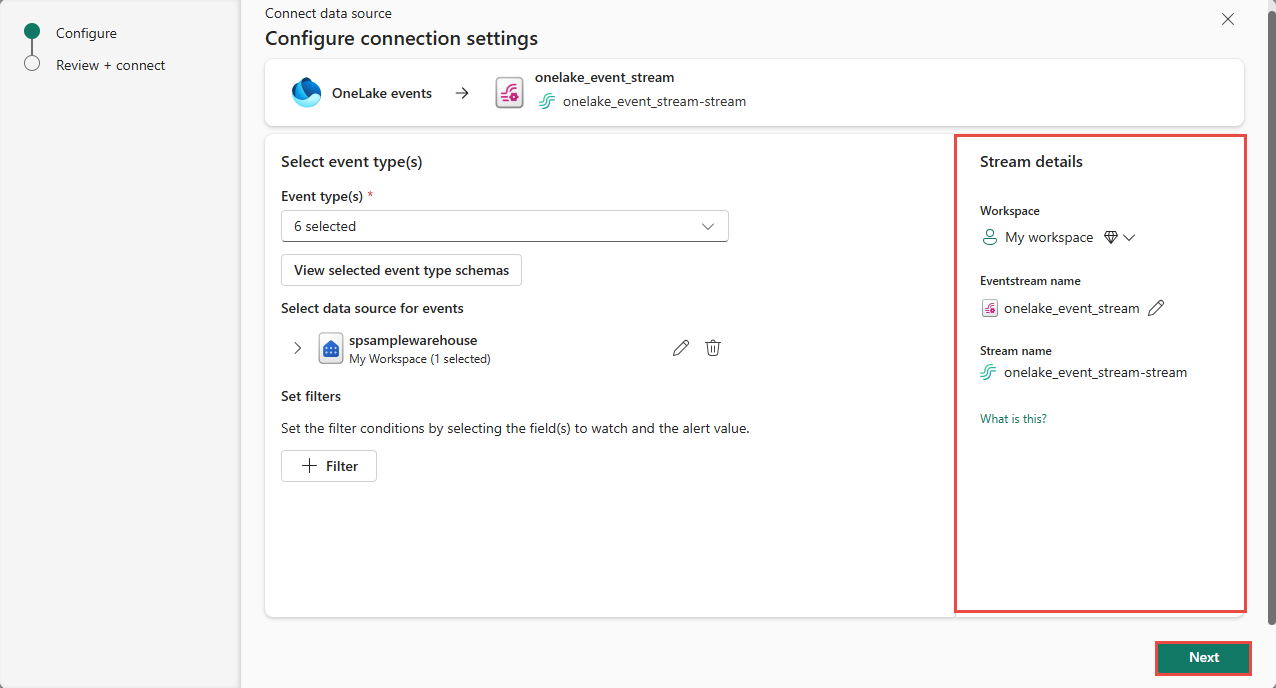 Configure
Review + connect
Connect data source
Configure connection settings
OneLake events
onelake_event_stream
onelake_event_stream-stream
Select event type(s)
Event type(s) *
6 selected
View selected event type schemas
Select data source for events
spsamplewarehouse
My Workspace (1 selected)
Set filters
Set the filter conditions by selecting the field(s) to watch and the alert value.
Filter
Stream details
Workspace
My workspace
Eventstream name
onelake_event_stream
Stream name
onelake_event_stream-stream
What is this?
Next